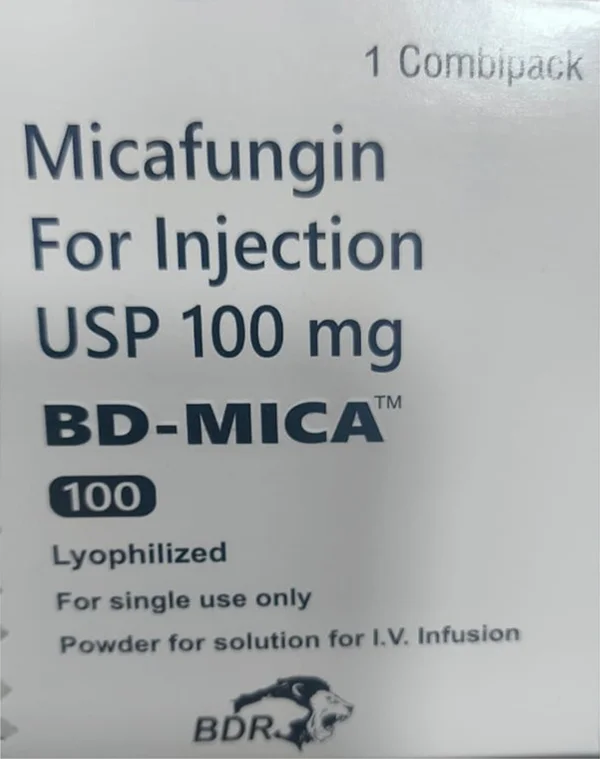 1 Combipack
Micafungin
For Injection
USP 100 mg
BD-MICA™
100
Lyophilized
For single use only
Powder for solution for I.V. Infusion
BDR